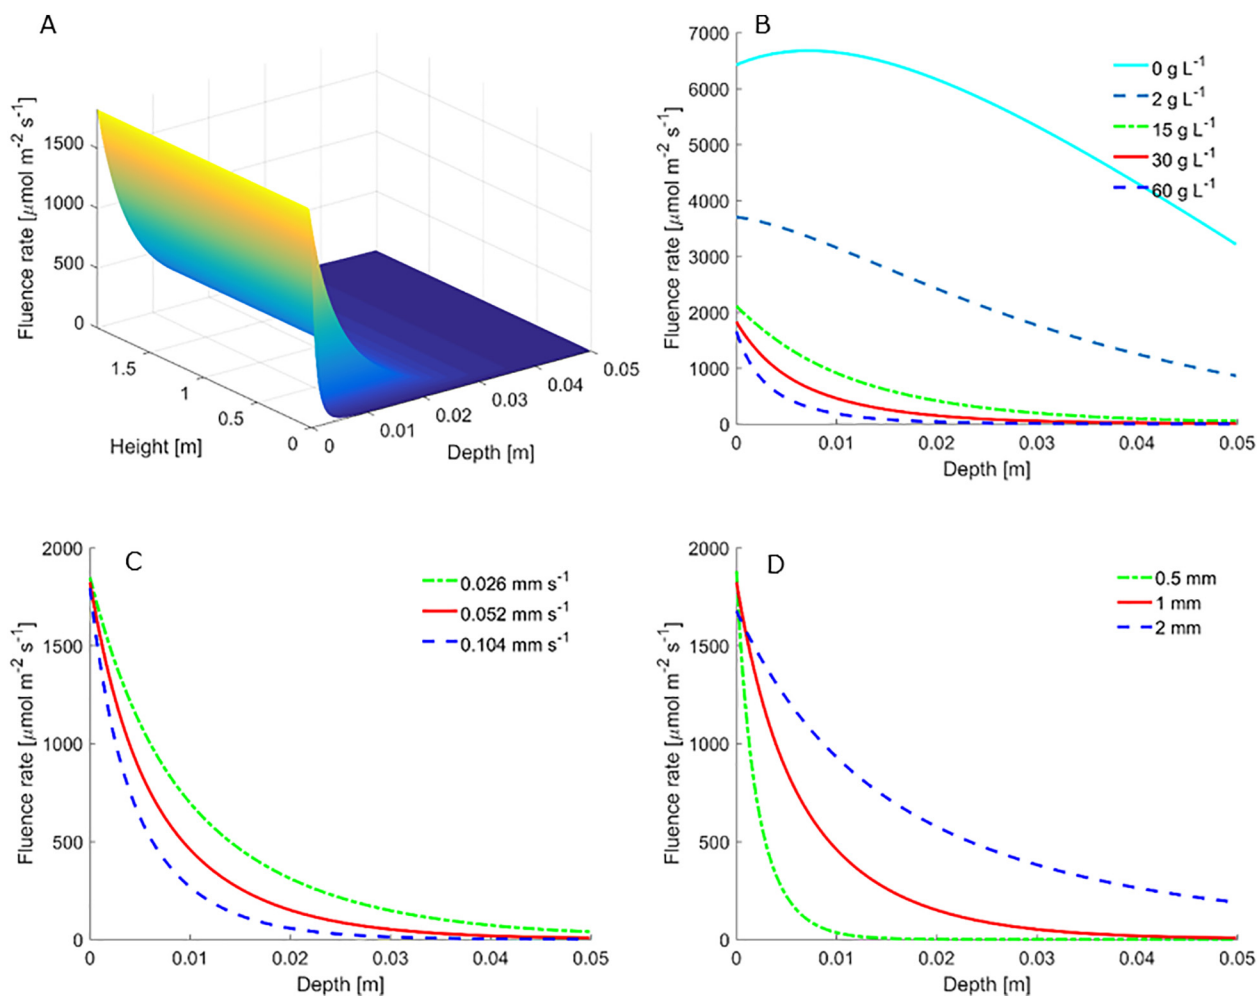 A
Fluence rate [µmol m-2 s-1]
1500
1000
500
0
1.5
1
0.5
0
Height [m]
0
0.01
0.02
0.03
0.04
0.05
Depth [m]
B
Fluence rate [µmol m-2 s-1]
7000
6000
5000
4000
3000
2000
1000
0
0 g L-1
2 g L-1
15 g L-1
30 g L-1
60 g L-1
0 0.01 0.02 0.03 0.04 0.05
Depth [m]
C
Fluence rate [µmol m-2 s-1]
2000
1500
1000
500
0
0.026 mm s-1
0.052 mm s-1
0.104 mm s-1
0 0.01 0.02 0.03 0.04 0.05
Depth [m]
D
Fluence rate [µmol m-2 s-1]
2000
1500
1000
500
0
0.5 mm
1 mm
2 mm
0 0.01 0.02 0.03 0.04 0.05
Depth [m]